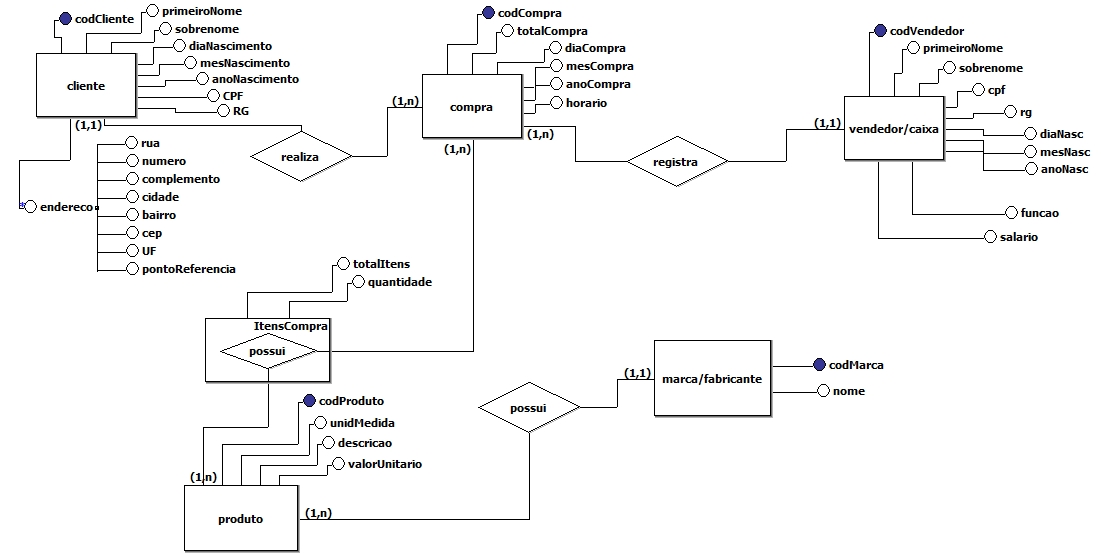 codCliente
primeiroNome
sobrenome
diaNascimento
mesNascimento
anoNascimento
CPF
RG
cliente
(1,1)
realiza
(1,n)
codCompra
totalCompra
diaCompra
mesCompra
anoCompra
horario
compra
(1,n)
(1,n)
registra
(1,1)
codVendedor
primeiroNome
sobrenome
cpf
rg
diaNasc
mesNasc
anoNasc
vendedor/caixa
funcao
salario
* endereco
rua
numero
complemento
cidade
bairro
cep
UF
pontoReferencia
totalItens
quantidade
ItensCompra
possui
codProduto
unidMedida
descricao
valorUnitario
(1,n)
produto
(1,n)
possui
(1,1)
marca/fabricante
codMarca
nome